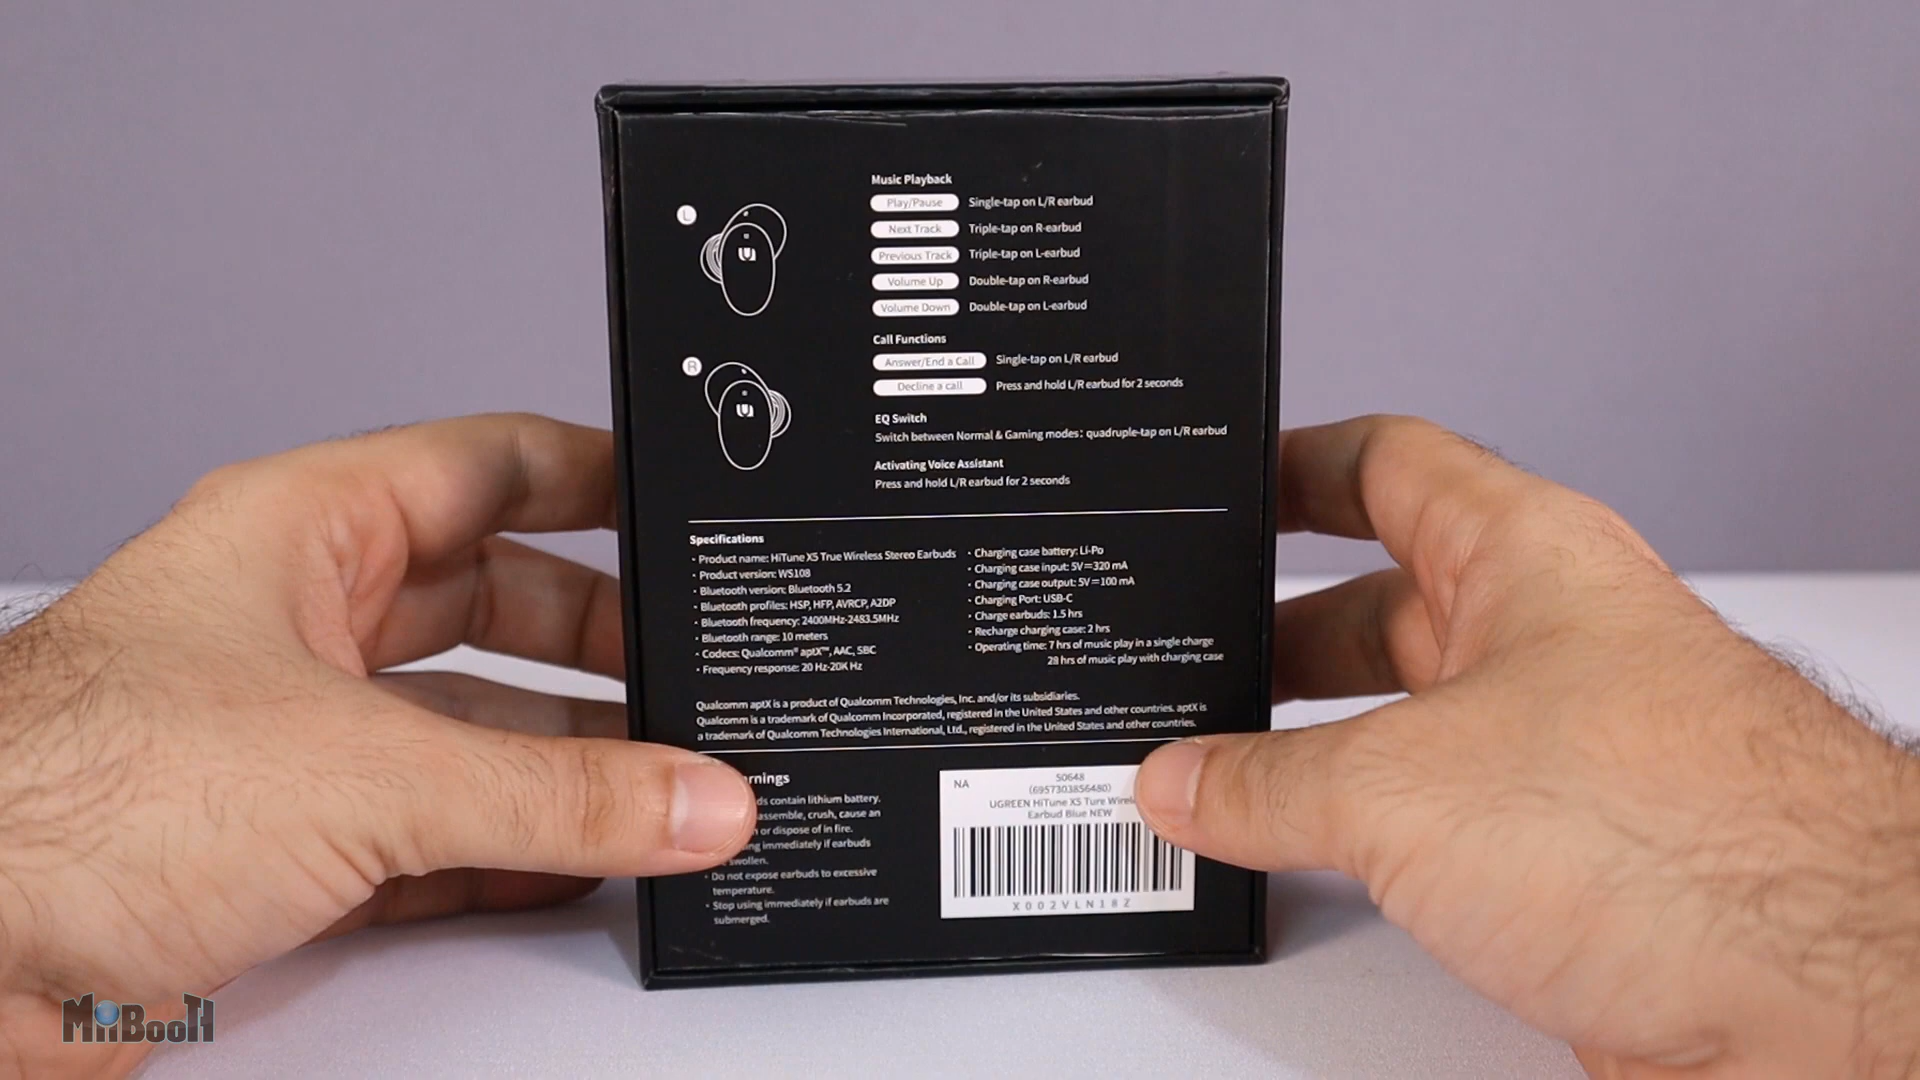 L
R
Music Playback
Play/Pause Single-tap on L/R earbud
Next Track Triple-tap on R-earbud
Previous Track Triple-tap on L-earbud
Volume Up Double-tap on R-earbud
Volume Down Double-tap on L-earbud
Call Functions
Answer/End a Call Single-tap on L/R earbud
Decline a call Press and hold L/R earbud for 2 seconds
EQ Switch
Switch between Normal & Gaming modes: quadruple-tap on L/R earbud
Activating Voice Assistant
Press and hold L/R earbud for 2 seconds
Specifications
· Product name: HiTune X5 True Wireless Stereo Earbuds
· Product version: WS108
· Bluetooth version: Bluetooth 5.2
· Bluetooth profiles: HSP, HFP, AVRCP, A2DP
· Bluetooth frequency: 2400MHz-2483.5MHz
· Bluetooth range: 10 meters
· Codecs: Qualcomm® aptX™, AAC, SBC
· Frequency response: 20 Hz-20K Hz
· Charging case battery: Li-Po
· Charging case input: 5V⎓320 mA
· Charging case output: 5V⎓100 mA
· Charging Port: USB-C
· Charge earbuds: 1.5 hrs
· Recharge charging case: 2 hrs
· Operating time: 7 hrs of music play in a single charge
28 hrs of music play with charging case
Qualcomm aptX is a product of Qualcomm Technologies, Inc. and/or its subsidiaries.
Qualcomm is a trademark of Qualcomm Incorporated, registered in the United States and other countries. aptX is
a trademark of Qualcomm Technologies International, Ltd., registered in the United States and other countries.
rnings
ds contain lithium battery.
assemble, crush, cause an
or dispose of in fire.
ing immediately if earbuds
swollen.
· Do not expose earbuds to excessive
temperature.
· Stop using immediately if earbuds are
submerged.
NA
50648
(6957303856480)
UGREEN HiTune X5 Ture Wirel
Earbud Blue NEW
X002VLN18Z
MiiBooTH